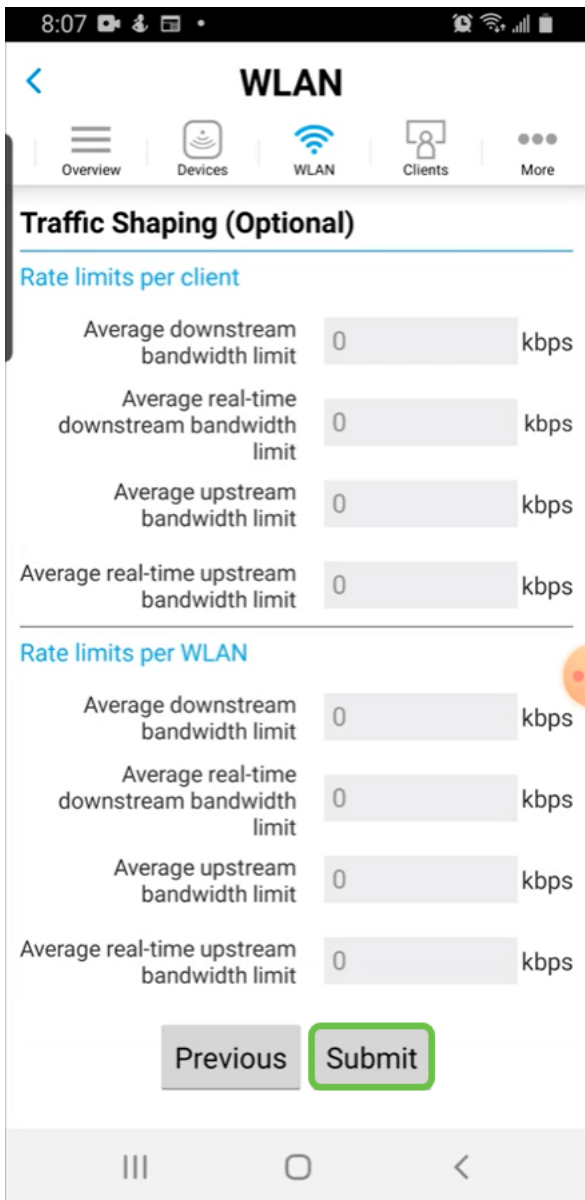 8:07
WLAN
Overview Devices WLAN Clients More
Traffic Shaping (Optional)
Rate limits per client
Average downstream
bandwidth limit 0 kbps
Average real-time
downstream bandwidth 0 kbps
limit
Average upstream
bandwidth limit 0 kbps
Average real-time upstream
bandwidth limit 0 kbps
Rate limits per WLAN
Average downstream
bandwidth limit 0 kbps
Average real-time
downstream bandwidth 0 kbps
limit
Average upstream
bandwidth limit 0 kbps
Average real-time upstream
bandwidth limit 0 kbps
Previous Submit